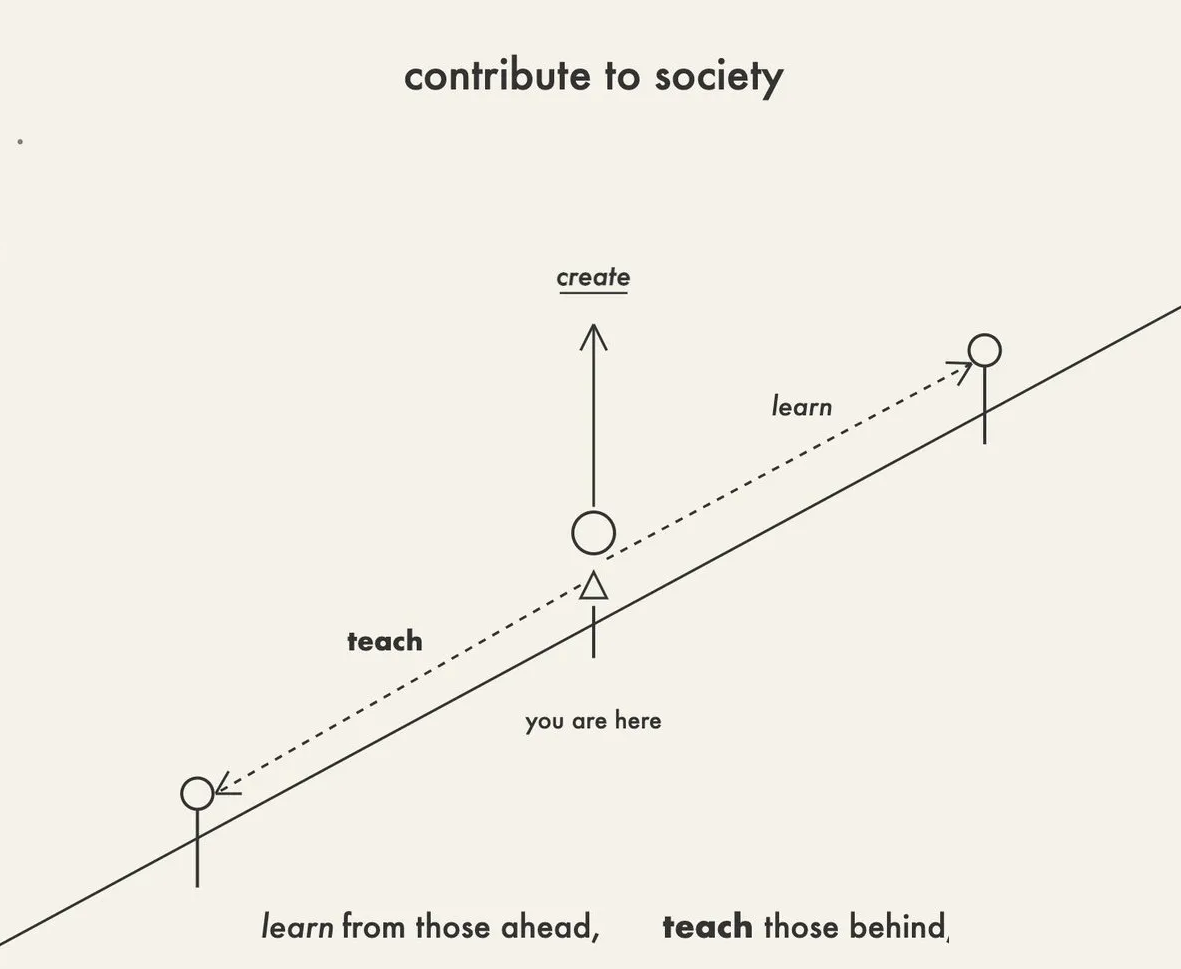 contribute to society
create
learn
teach
you are here
learn from those ahead, teach those behind,